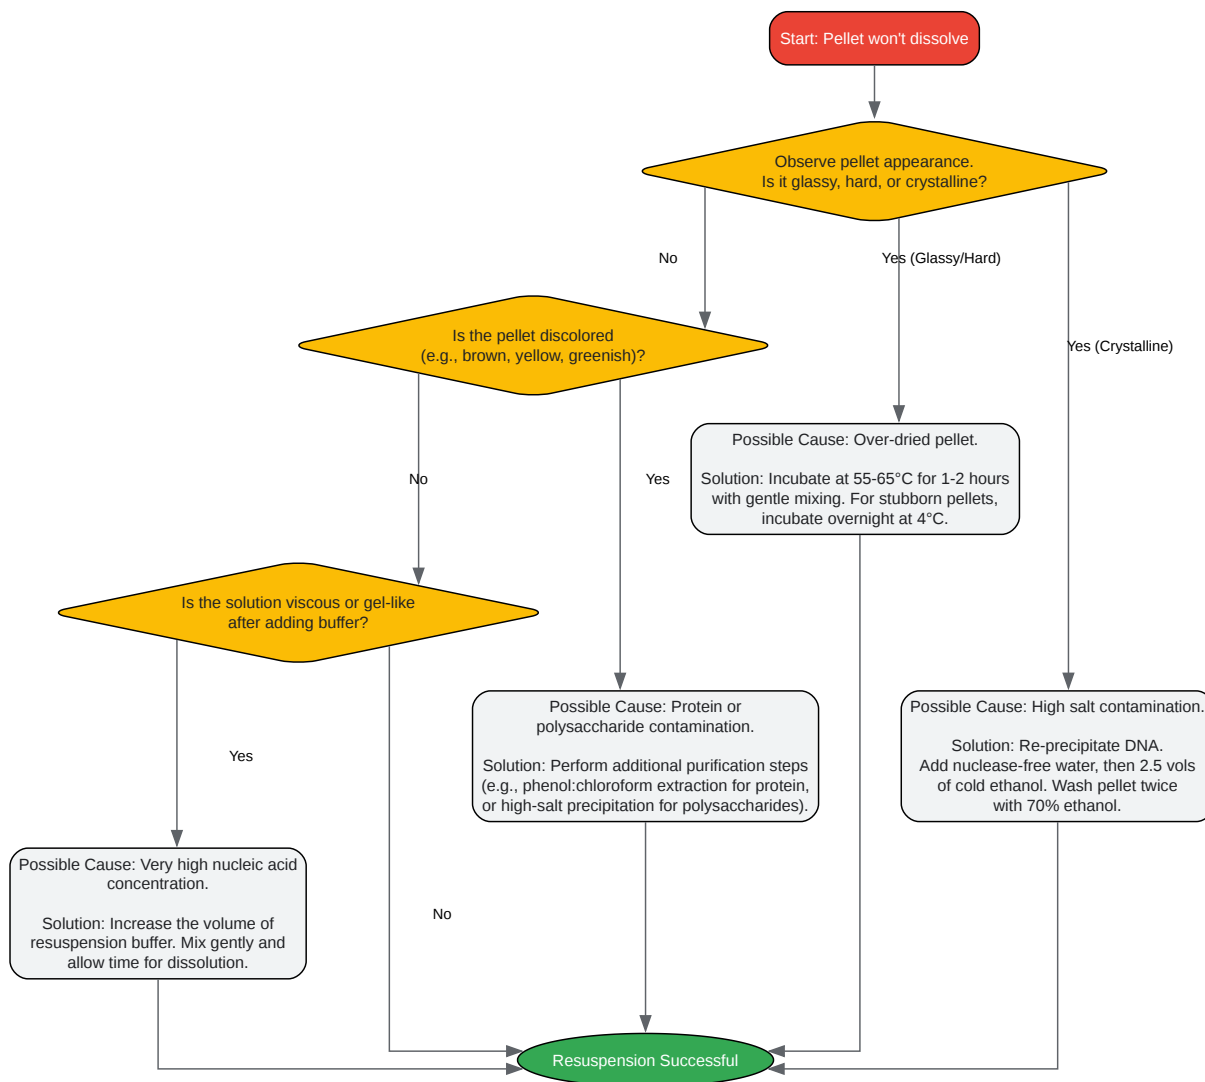 Start: Pellet won't dissolve
Observe pellet appearance.
Is it glassy, hard, or crystalline?
No
Yes (Glassy/Hard)
Is the pellet discolored
(e.g., brown, yellow, greenish)?
Yes (Crystalline)
Possible Cause: Over-dried pellet.
Solution: Incubate at 55-65°C for 1-2 hours
with gentle mixing. For stubborn pellets,
incubate overnight at 4°C.
No
Yes
Is the solution viscous or gel-like
after adding buffer?
Possible Cause: Protein or
polysaccharide contamination.
Solution: Perform additional purification steps
(e.g., phenol:chloroform extraction for protein,
or high-salt precipitation for polysaccharides).
Possible Cause: High salt contamination.
Solution: Re-precipitate DNA.
Add nuclease-free water, then 2.5 vols
of cold ethanol. Wash pellet twice
with 70% ethanol.
Yes
Possible Cause: Very high nucleic acid
concentration.
Solution: Increase the volume of
resuspension buffer. Mix gently and
allow time for dissolution.
No
Resuspension Successful